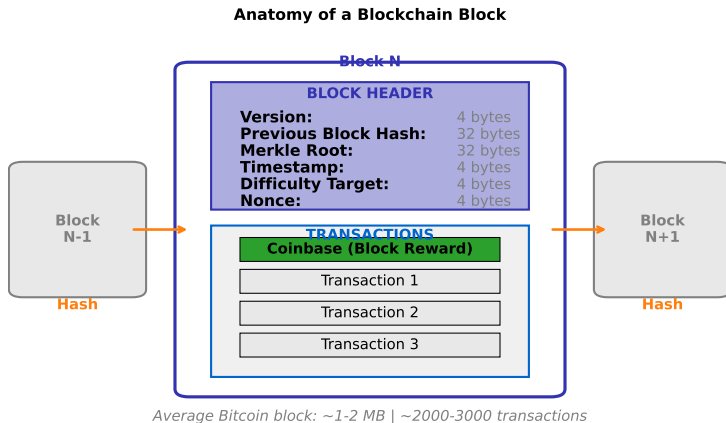 Anatomy of a Blockchain Block
Block N
BLOCK HEADER
Version: 4 bytes
Previous Block Hash: 32 bytes
Merkle Root: 32 bytes
Timestamp: 4 bytes
Difficulty Target: 4 bytes
Nonce: 4 bytes
Block
N-1
Hash
TRANSACTIONS
Coinbase (Block Reward)
Transaction 1
Transaction 2
Transaction 3
Block
N+1
Hash
Average Bitcoin block: ~1-2 MB | ~2000-3000 transactions